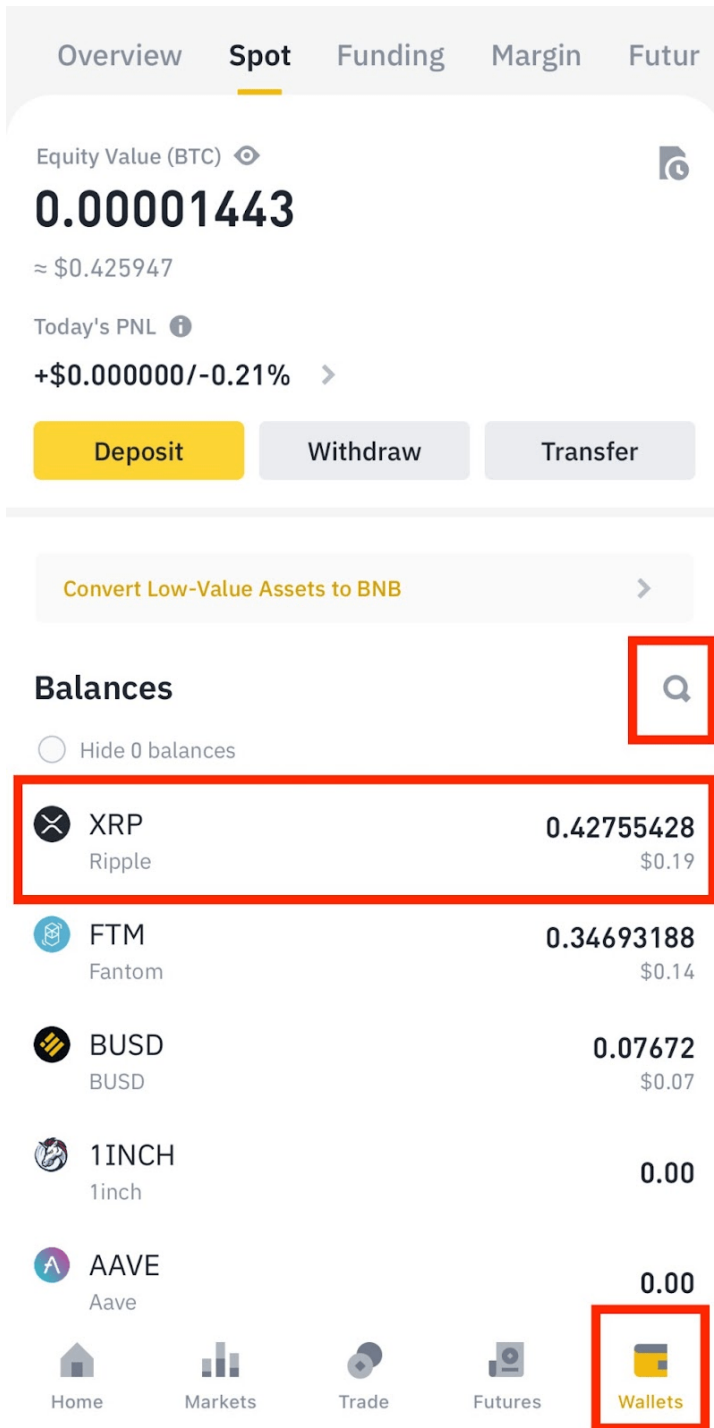 Overview Spot Funding Margin Futur
Equity Value (BTC)
0.00001443
≈ $0.425947
Today's PNL
+$0.000000/-0.21%
Deposit Withdraw Transfer
Convert Low-Value Assets to BNB
Balances
Hide 0 balances
XRP 0.42755428
Ripple $0.19
FTM 0.34693188
Fantom $0.14
BUSD 0.07672
BUSD $0.07
1INCH 0.00
1inch
AAVE 0.00
Aave
Home Markets Trade Futures Wallets